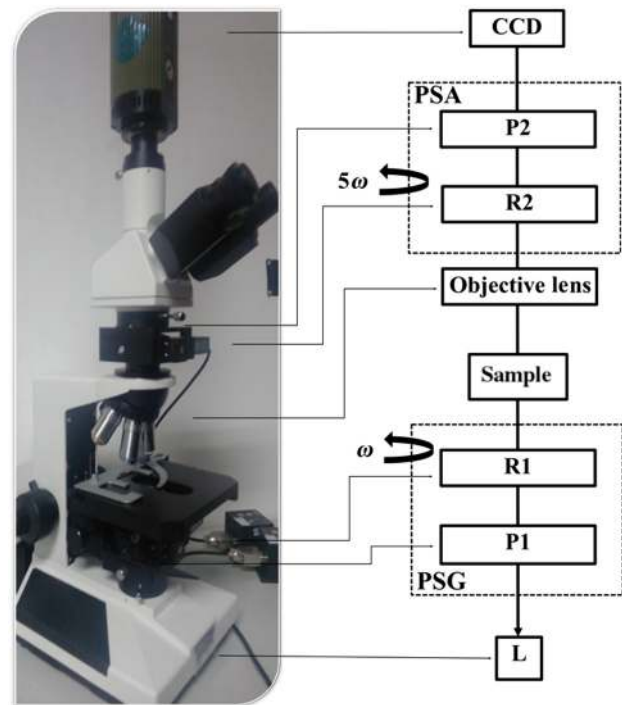 CCD
PSA
P2
5ω
R2
Objective lens
Sample
ω
R1
P1
PSG
L